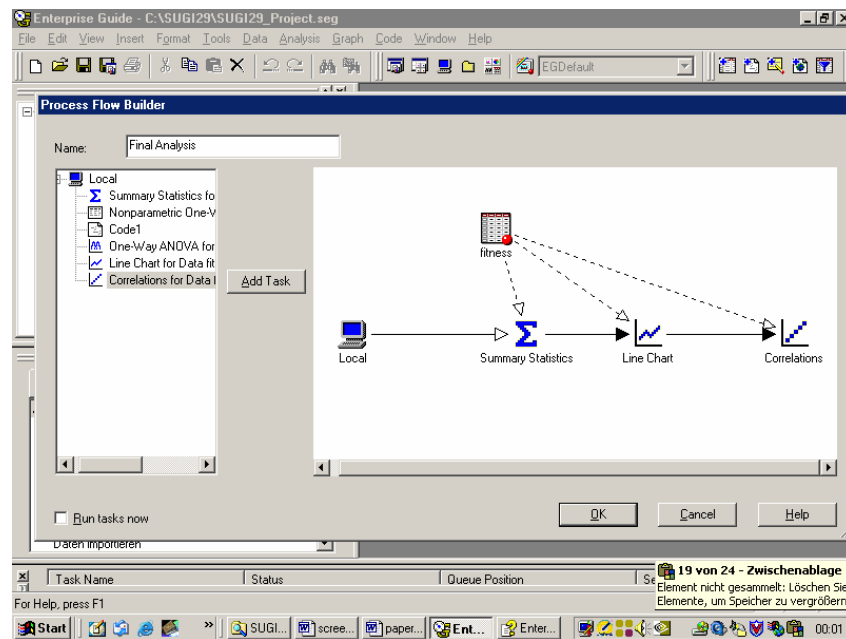 Enterprise Guide - C:\SUGI29\SUGI29_Project.seg
File Edit View Insert Format Tools Data Analysis Graph Code Window Help
EGDefault
Process Flow Builder
Name: Final Analysis
Local
Summary Statistics fo
Nonparametric One-W
Code1
One-Way ANOVA for
Line Chart for Data fit
Correlations for Data f
Add Task
fitness
Local
Summary Statistics
Line Chart
Correlations
Run tasks now
OK
Cancel
Help
Daten importieren
Task Name Status Queue Position Se
19 von 24 - Zwischenablage
Element nicht gesammelt: Löschen Sie
Elemente, um Speicher zu vergrößern
For Help, press F1
Start » SUGI... scree... paper... Ent... Enter... 00:01